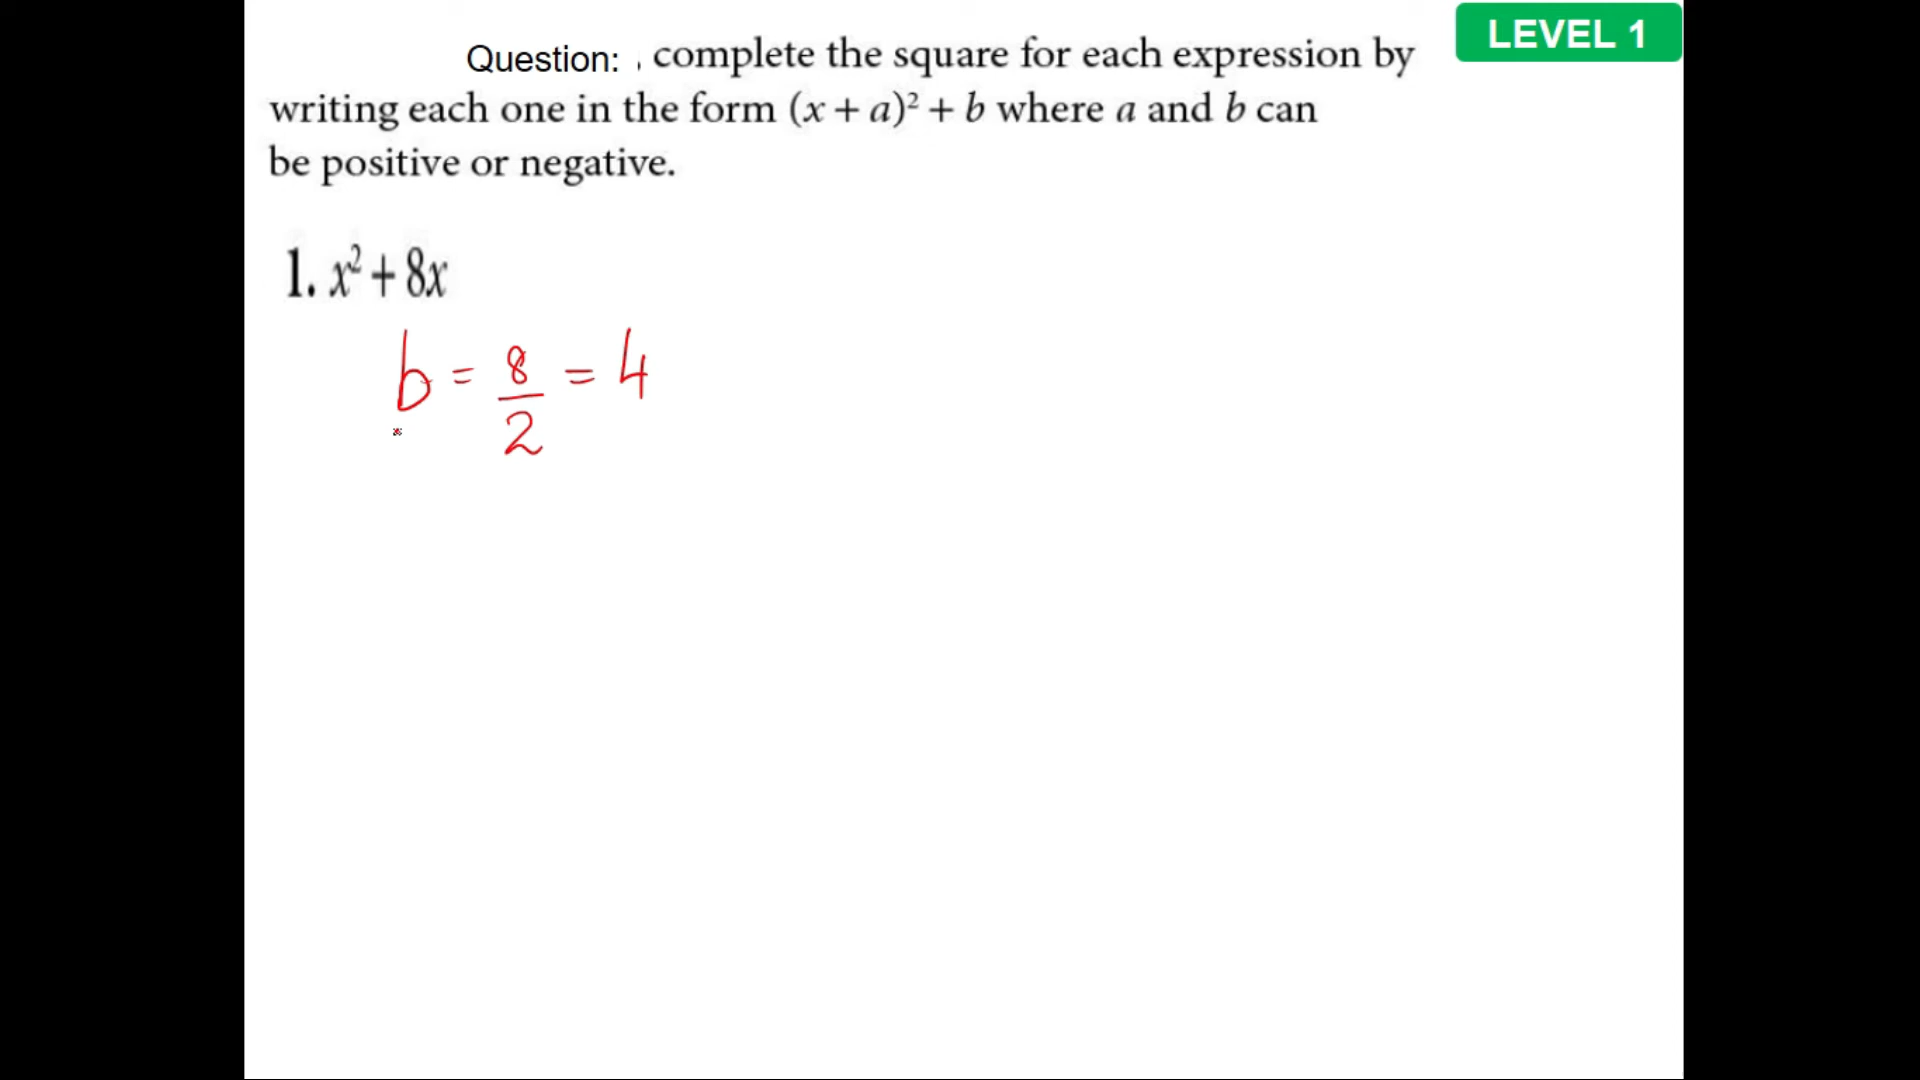 LEVEL 1
Question: , complete the square for each expression by
writing each one in the form (x + a)² + b where a and b can
be positive or negative.
1. x² + 8x
b = 8/2 = 4